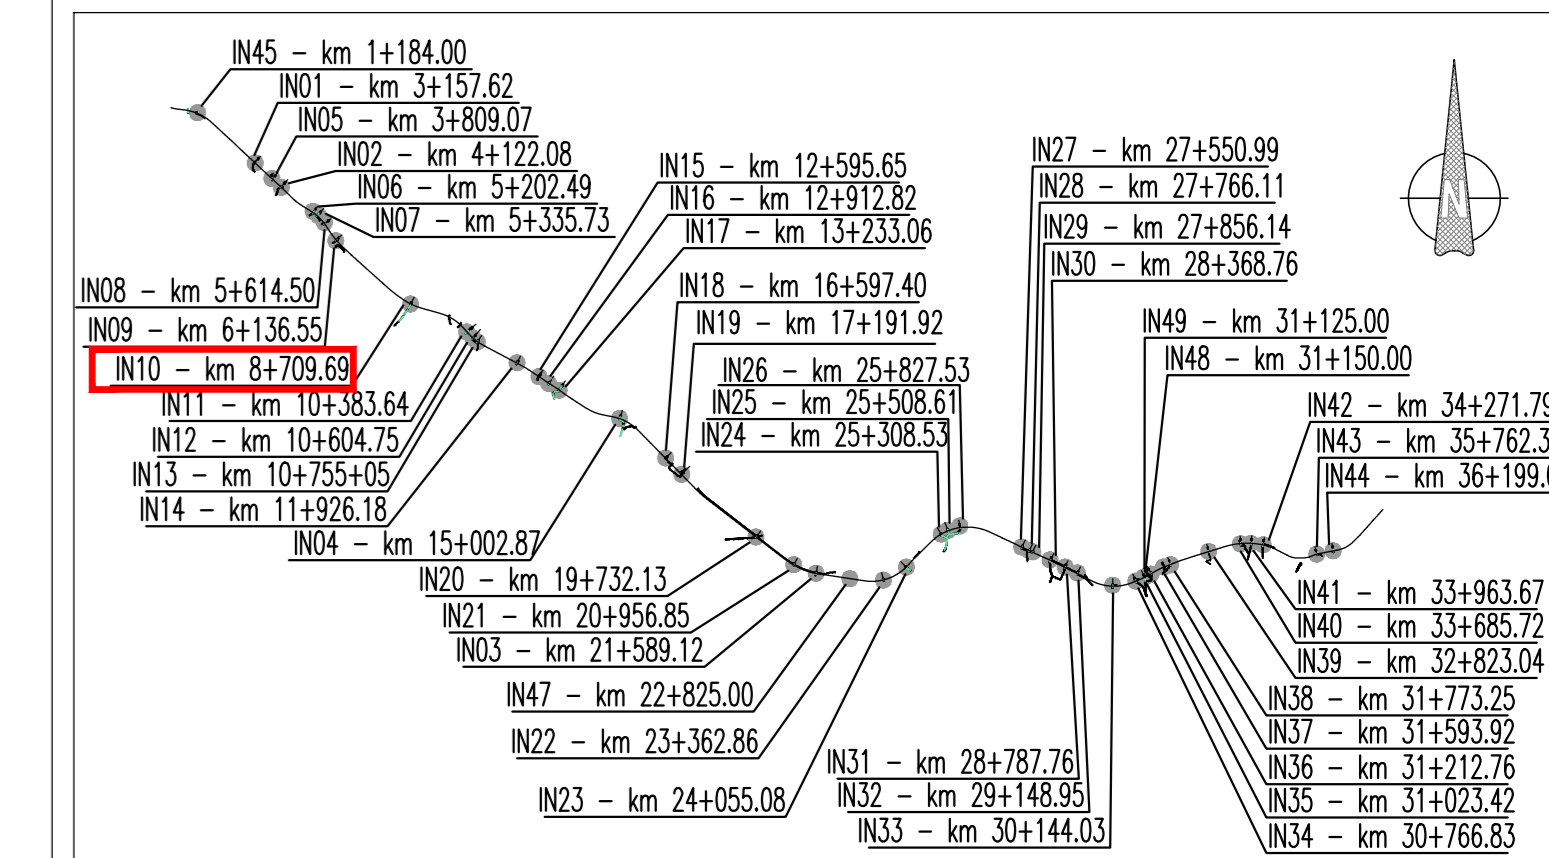 IN45 – km 1+184.00
IN01 – km 3+157.62
IN05 – km 3+809.07
IN02 – km 4+122.08
IN06 – km 5+202.49
IN07 – km 5+335.73
IN08 – km 5+614.50
IN09 – km 6+136.55
IN10 – km 8+709.69
IN11 – km 10+383.64
IN12 – km 10+604.75
IN13 – km 10+755+05
IN14 – km 11+926.18
IN04 – km 15+002.87
IN15 – km 12+595.65
IN16 – km 12+912.82
IN17 – km 13+233.06
IN18 – km 16+597.40
IN19 – km 17+191.92
IN26 – km 25+827.53
IN25 – km 25+508.61
IN24 – km 25+308.53
IN20 – km 19+732.13
IN21 – km 20+956.85
IN03 – km 21+589.12
IN47 – km 22+825.00
IN22 – km 23+362.86
IN23 – km 24+055.08
IN27 – km 27+550.99
IN28 – km 27+766.11
IN29 – km 27+856.14
IN30 – km 28+368.76
IN49 – km 31+125.00
IN48 – km 31+150.00
IN31 – km 28+787.76
IN32 – km 29+148.95
IN33 – km 30+144.03
N
IN42 – km 34+271.79
IN43 – km 35+762.3
IN44 – km 36+199.
IN41 – km 33+963.67
IN40 – km 33+685.72
IN39 – km 32+823.04
IN38 – km 31+773.25
IN37 – km 31+593.92
IN36 – km 31+212.76
IN35 – km 31+023.42
IN34 – km 30+766.83